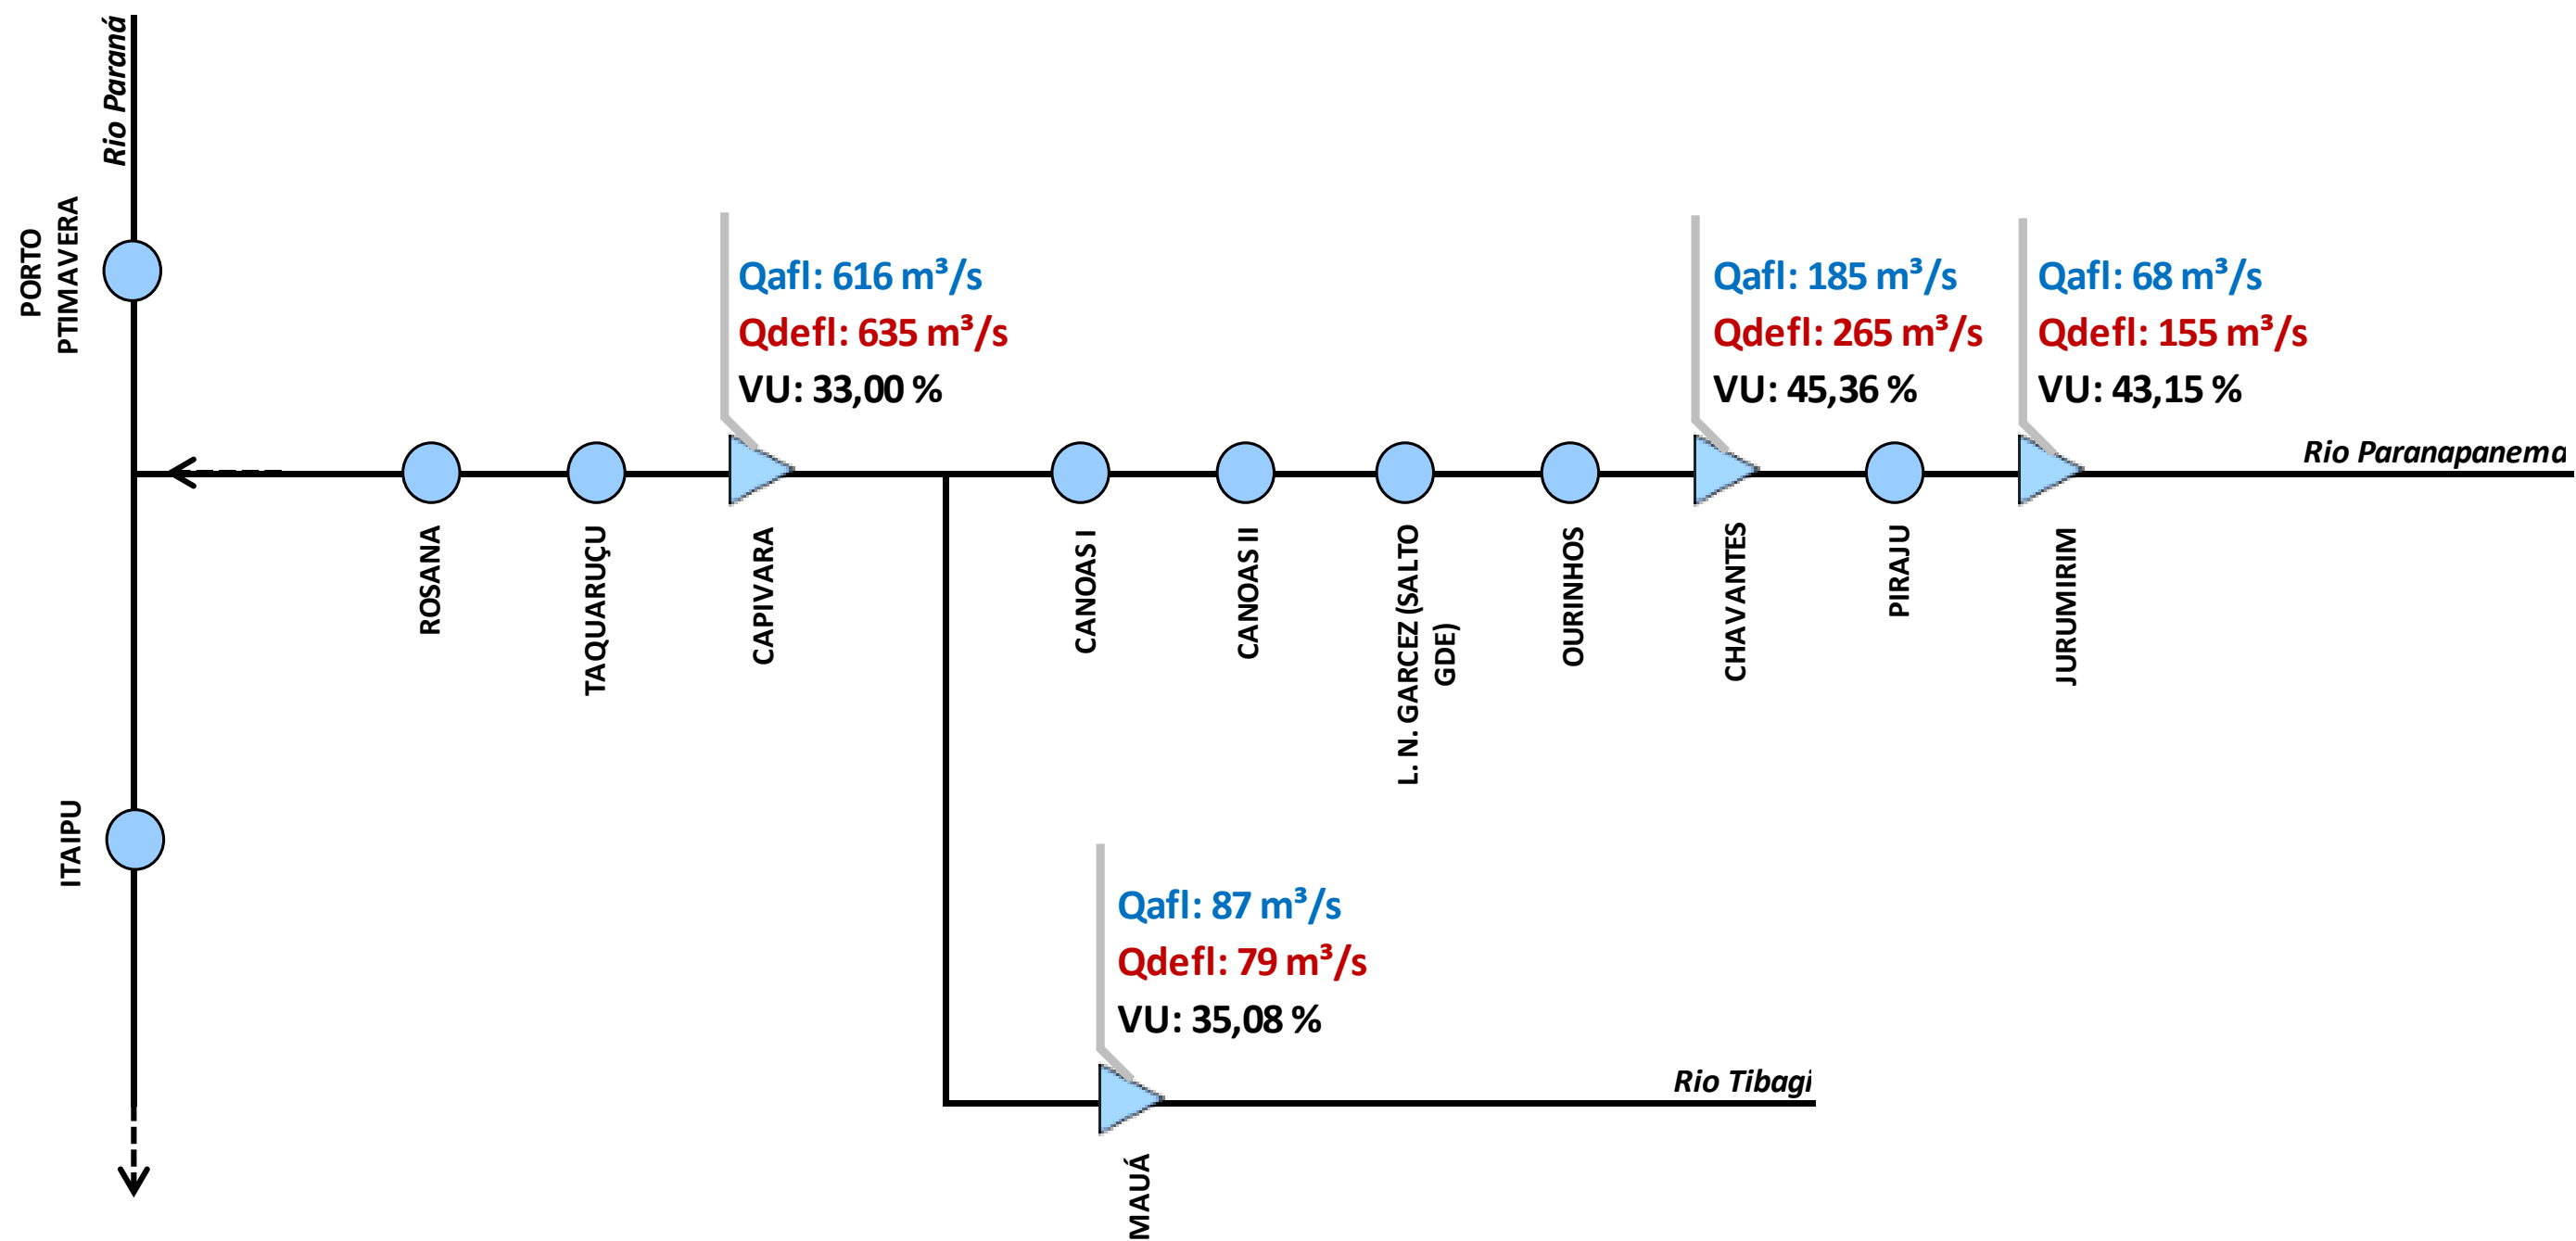 Rio Paraná
PORTO
PTIMAVERA
Qafl: 616 m³/s
Qdefl: 635 m³/s
VU: 33,00 %
Qafl: 185 m³/s
Qdefl: 265 m³/s
VU: 45,36 %
Qafl: 68 m³/s
Qdefl: 155 m³/s
VU: 43,15 %
Rio Paranapanema
ROSANA
TAQUARUÇU
CAPIVARA
CANOAS I
CANOAS II
L. N. GARCEZ (SALTO
GDE)
OURINHOS
CHAVANTES
PIRAJU
JURUMIRIM
ITAIPU
Qafl: 87 m³/s
Qdefl: 79 m³/s
VU: 35,08 %
Rio Tibagi
MAUÁ